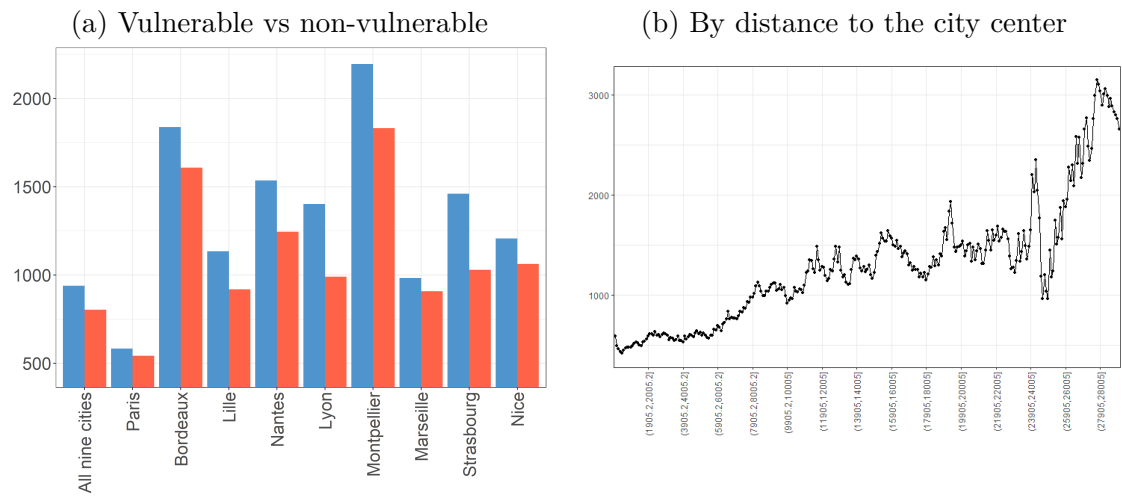 (a) Vulnerable vs non-vulnerable
2000
1500
1000
500
All nine cities
Paris
Bordeaux
Lille
Nantes
Lyon
Montpellier
Marseille
Strasbourg
Nice
(b) By distance to the city center
3000
2000
1000
(1905.2,2005.2]
(3905.2,4005.2]
(5905.2,6005.2]
(7905.2,8005.2]
(9905.2,10005]
(11905,12005]
(13905,14005]
(15905,16005]
(17905,18005]
(19905,20005]
(21905,22005]
(23905,24005]
(25905,26005]
(27905,28005]